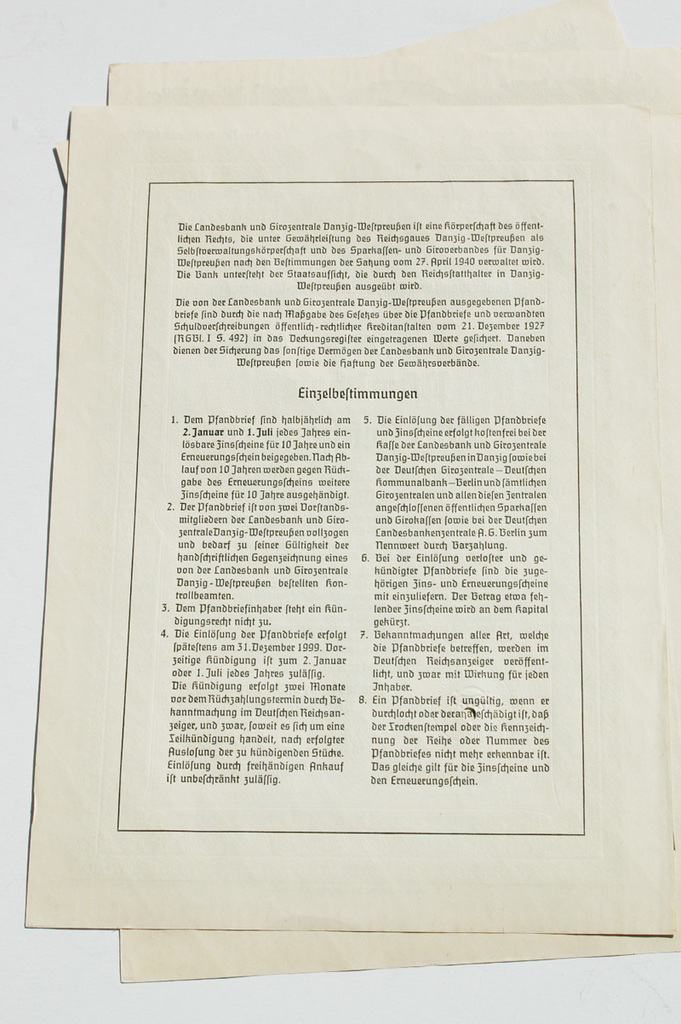 Die Landesbank und Girozentrale Danzig-Westpreußen ist eine Körperschaft des öffent-
lichen Rechts, die unter Gewährleistung des Reichsgaues Danzig-Westpreußen als
Selbstverwaltungskörperschaft und des Sparkassen- und Giroverbandes für Danzig-
Westpreußen nach den Bestimmungen der Satzung vom 27. April 1940 verwaltet wird.
Die Bank untersteht der Staatsaufsicht, die durch den Reichsstatthalter in Danzig-
Westpreußen ausgeübt wird.
Die von der Landesbank und Girozentrale Danzig-Westpreußen ausgegebenen Pfand-
briefe sind durch die nach Maßgabe des Gesetzes über die Pfandbriefe und verwandten
Schuldverschreibungen öffentlich-rechtlicher Kreditanstalten vom 21. Dezember 1927
(RGBl. I S. 492) in das Deckungsregister eingetragenen Werte gesichert. Daneben
dienen der Sicherung das sonstige Vermögen der Landesbank und Girozentrale Danzig-
Westpreußen sowie die Haftung der Gewährsverbände.
Einzelbestimmungen
1. Dem Pfandbrief sind halbjährlich am
2. Januar und 1. Juli jedes Jahres ein-
lösbare Zinsscheine für 10 Jahre und ein
Erneuerungschein beigegeben. Nach Ab-
lauf von 10 Jahren werden gegen Rück-
gabe des Erneuerungscheins weitere
Zinsscheine für 10 Jahre ausgehändigt.
2. Der Pfandbrief ist von zwei Vorstands-
mitgliedern der Landesbank und Giro-
zentrale Danzig-Westpreußen vollzogen
und bedarf zu seiner Gültigkeit der
handschriftlichen Gegenzeichnung eines
von der Landesbank und Girozentrale
Danzig-Westpreußen bestellten Kon-
trollbeamten.
3. Dem Pfandbriefinhaber steht ein Kün-
digungsrecht nicht zu.
4. Die Einlösung der Pfandbriefe erfolgt
spätestens am 31. Dezember 1999. Vor-
zeitige Kündigung ist zum 2. Januar
oder 1. Juli jedes Jahres zulässig.
Die Kündigung erfolgt zwei Monate
vor dem Rückzahlungstermin durch Be-
kanntmachung im Deutschen Reichsan-
zeiger, und zwar, soweit es sich um eine
Teilkündigung handelt, nach erfolgter
Auslosung der zu kündigenden Stücke.
Einlösung durch freihändigen Ankauf
ist unbeschränkt zulässig.
5. Die Einlösung der fälligen Pfandbriefe
und Zinsscheine erfolgt kostenfrei bei der
Kasse der Landesbank und Girozentrale
Danzig-Westpreußen in Danzig sowie bei
der Deutschen Girozentrale – Deutschen
Kommunalbank – Berlin und sämtlichen
Girozentralen und allen diesen Zentralen
angeschlossenen öffentlichen Sparkassen
und Girokassen sowie bei der Deutschen
Landesbankenzentrale A. G. Berlin zum
Nennwert durch Barzahlung.
6. Bei der Einlösung verloster und ge-
kündigter Pfandbriefe sind die zuge-
hörigen Zins- und Erneuerungsscheine
mit einzuliefern. Der Betrag etwa feh-
lender Zinsscheine wird an dem Kapital
gekürzt.
7. Bekanntmachungen aller Art, welche
die Pfandbriefe betreffen, werden im
Deutschen Reichsanzeiger veröffent-
licht, und zwar mit Wirkung für jeden
Inhaber.
8. Ein Pfandbrief ist ungültig, wenn er
durchlocht oder derart beschädigt ist, daß
der Trockenstempel oder die Kennzeich-
nung der Reihe oder Nummer des
Pfandbriefes nicht mehr erkennbar ist.
Das gleiche gilt für die Zinsscheine und
den Erneuerungsschein.